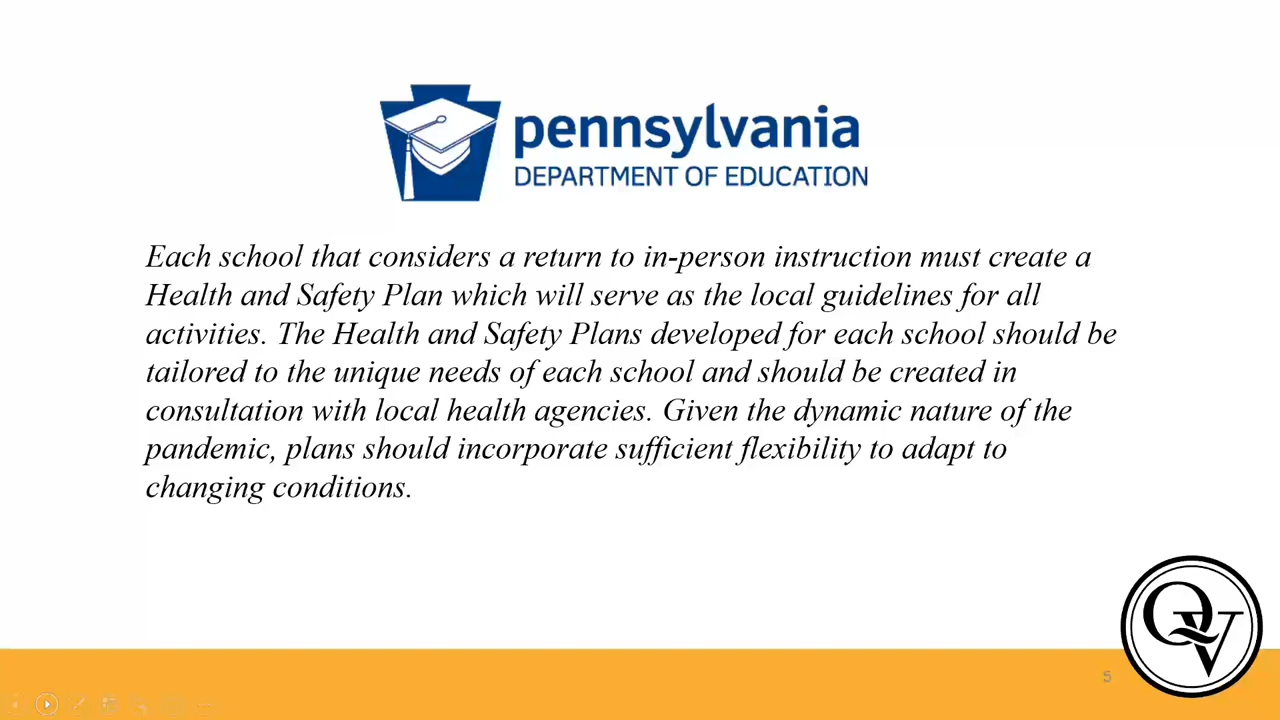 pennsylvania
DEPARTMENT OF EDUCATION
Each school that considers a return to in-person instruction must create a
Health and Safety Plan which will serve as the local guidelines for all
activities. The Health and Safety Plans developed for each school should be
tailored to the unique needs of each school and should be created in
consultation with local health agencies. Given the dynamic nature of the
pandemic, plans should incorporate sufficient flexibility to adapt to
changing conditions.
QV
5